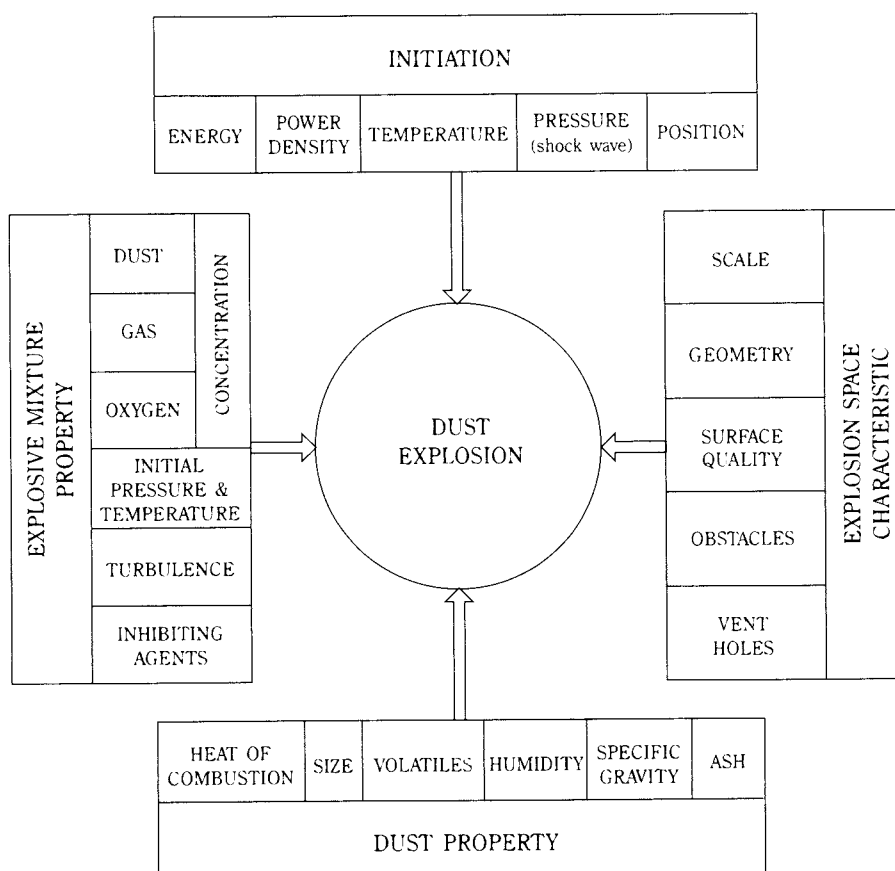 INITIATION
ENERGY
POWER
DENSITY
TEMPERATURE
PRESSURE
(shock wave)
POSITION
EXPLOSIVE MIXTURE
PROPERTY
DUST
GAS
OXYGEN
CONCENTRATION
INITIAL
PRESSURE &
TEMPERATURE
TURBULENCE
INHIBITING
AGENTS
DUST
EXPLOSION
SCALE
GEOMETRY
SURFACE
QUALITY
OBSTACLES
VENT
HOLES
EXPLOSION SPACE
CHARACTERISTIC
HEAT OF
COMBUSTION
SIZE
VOLATILES
HUMIDITY
SPECIFIC
GRAVITY
ASH
DUST PROPERTY